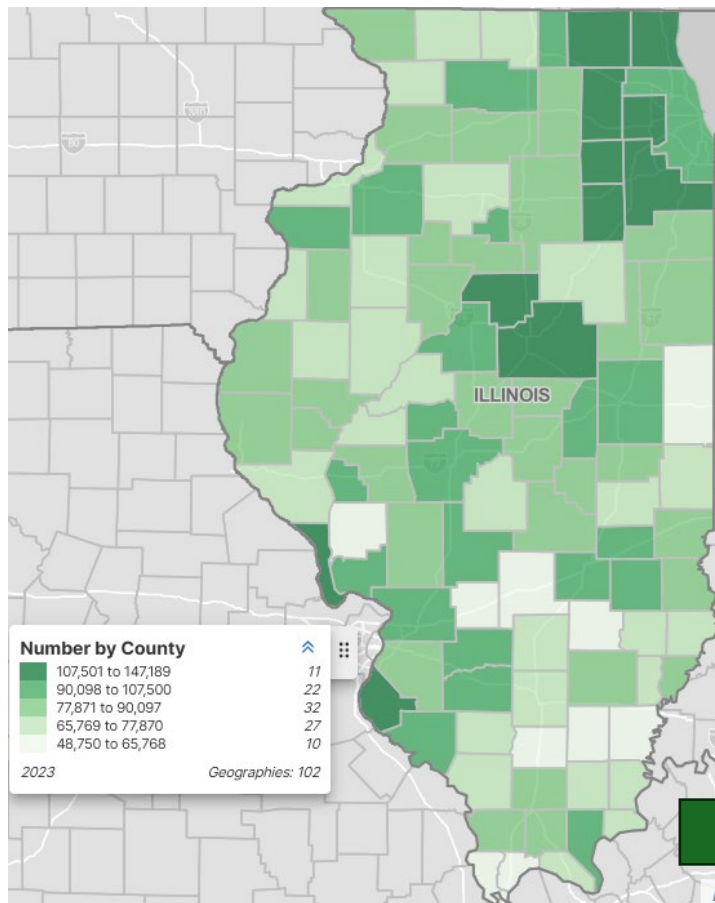 ILLINOIS
Number by County
107,501 to 147,189 11
90,098 to 107,500 22
77,871 to 90,097 32
65,769 to 77,870 27
48,750 to 65,768 10
2023 Geographies: 102